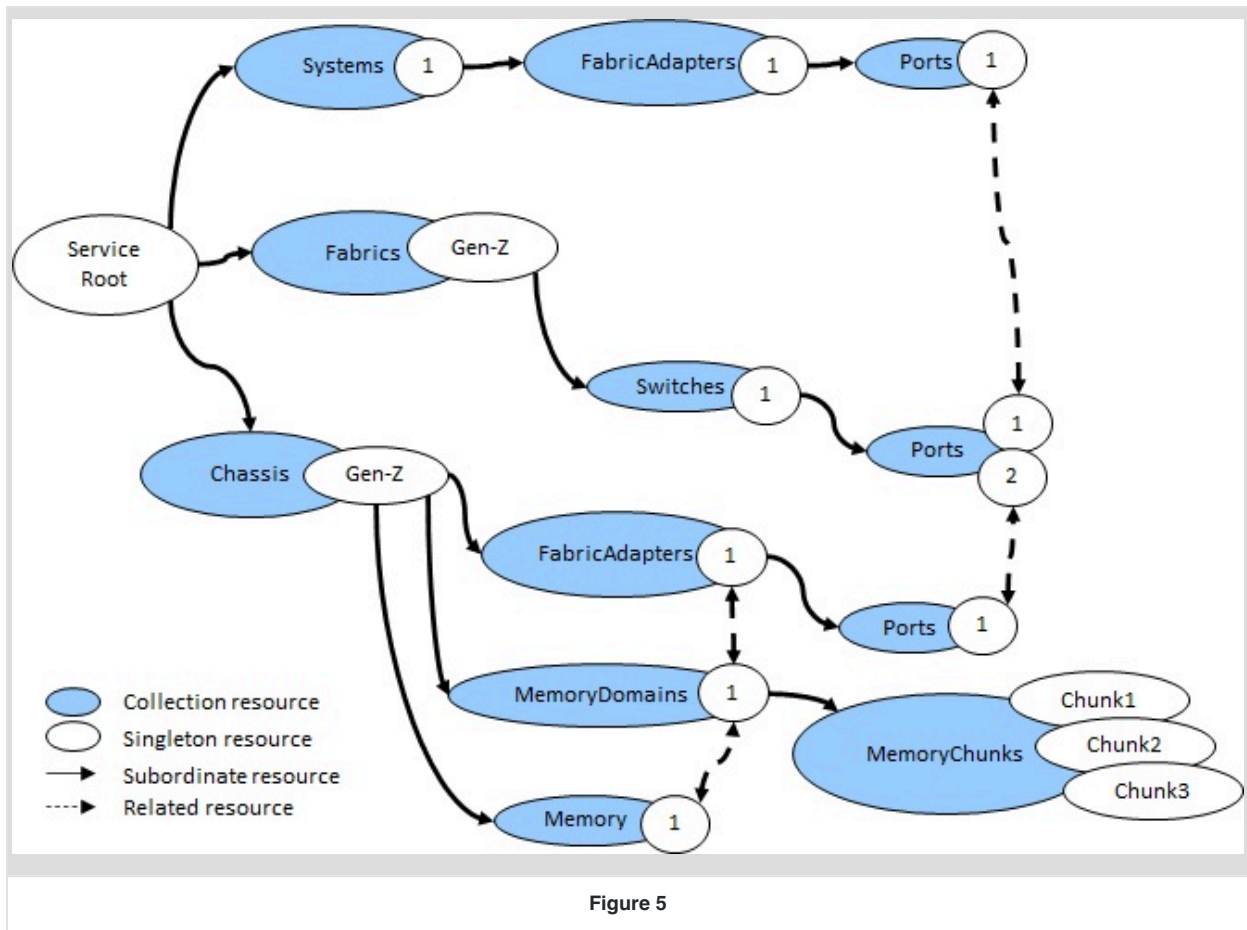 Systems
1
FabricAdapters
1
Ports
1
Service
Root
Fabrics
Gen-Z
Switches
1
Ports
1
2
Chassis
Gen-Z
FabricAdapters
1
Ports
1
MemoryDomains
1
MemoryChunks
Chunk1
Chunk2
Chunk3
Memory
1
Collection resource
Singleton resource
Subordinate resource
Related resource
Figure 5